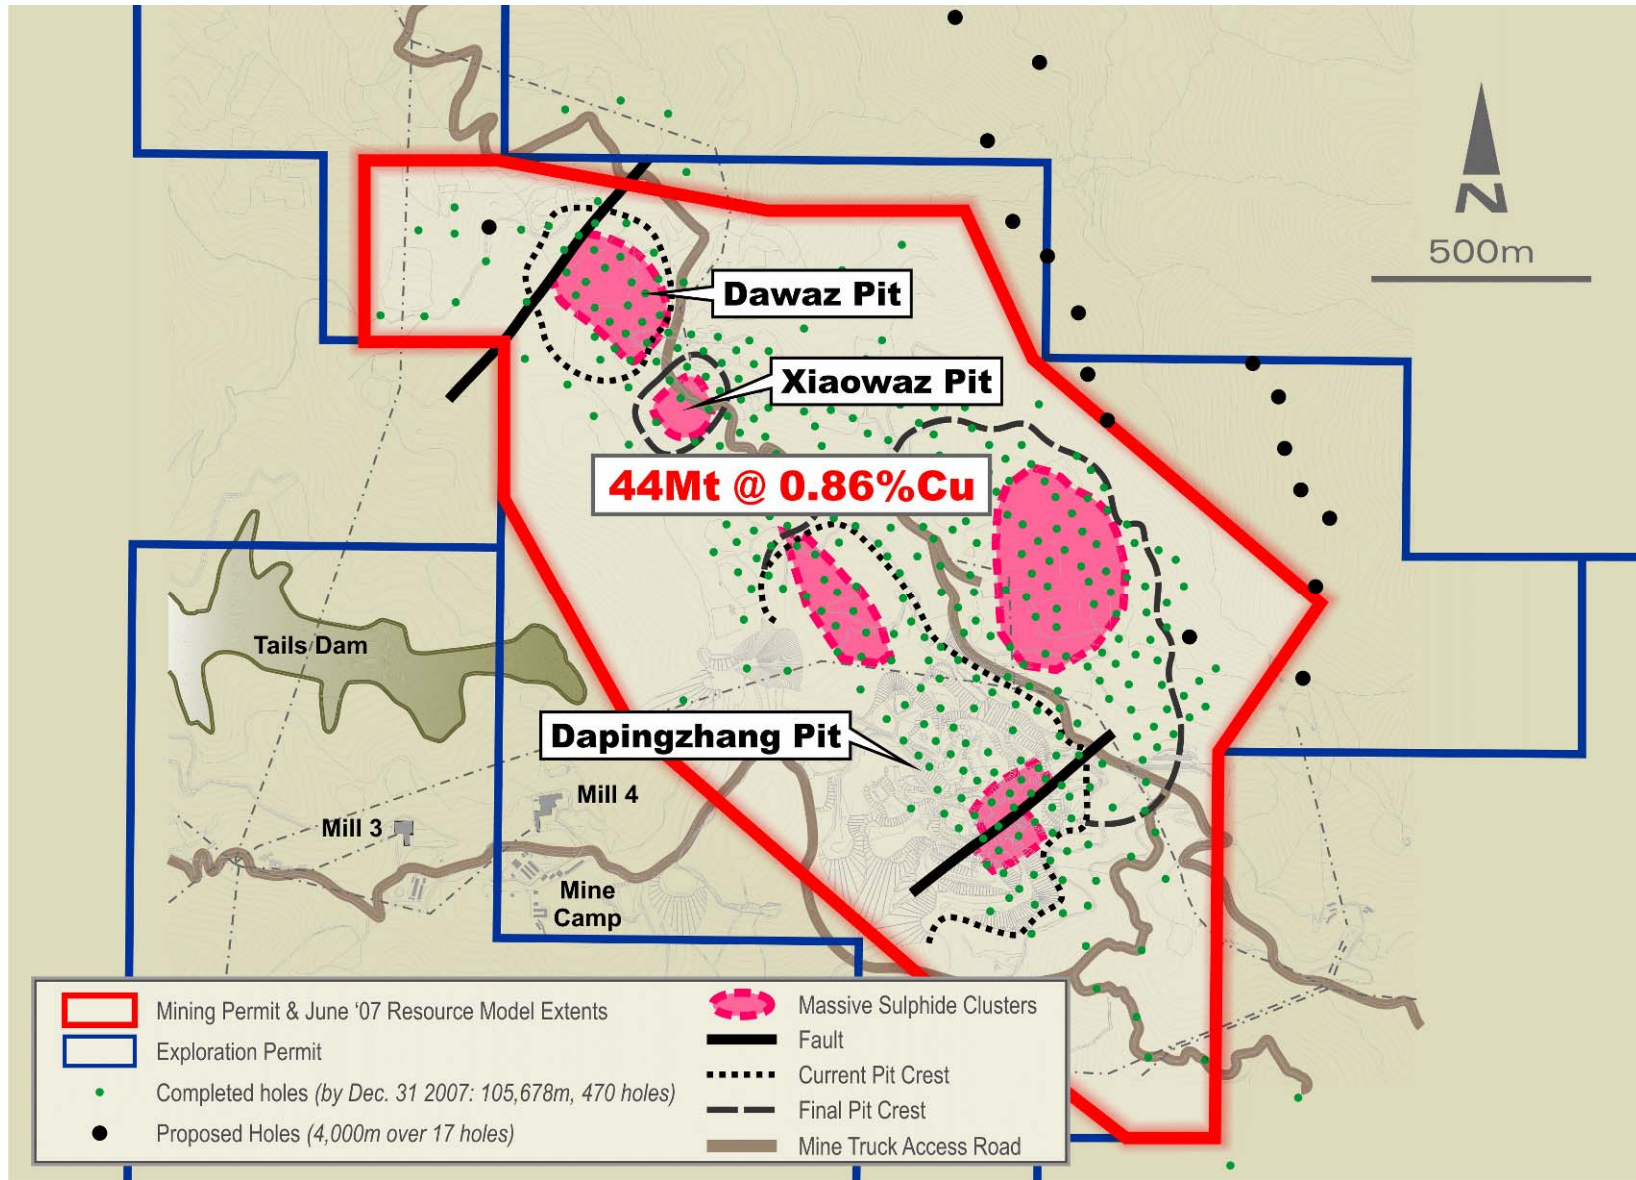 N
500m
Dawaz Pit
Xiaowaz Pit
44Mt @ 0.86%Cu
Tails Dam
Dapingzhang Pit
Mill 4
Mill 3
Mine
Camp
Mining Permit & June ‘07 Resource Model Extents
Exploration Permit
Completed holes (by Dec. 31 2007: 105,678m, 470 holes)
Proposed Holes (4,000m over 17 holes)
Massive Sulphide Clusters
Fault
Current Pit Crest
Final Pit Crest
Mine Truck Access Road